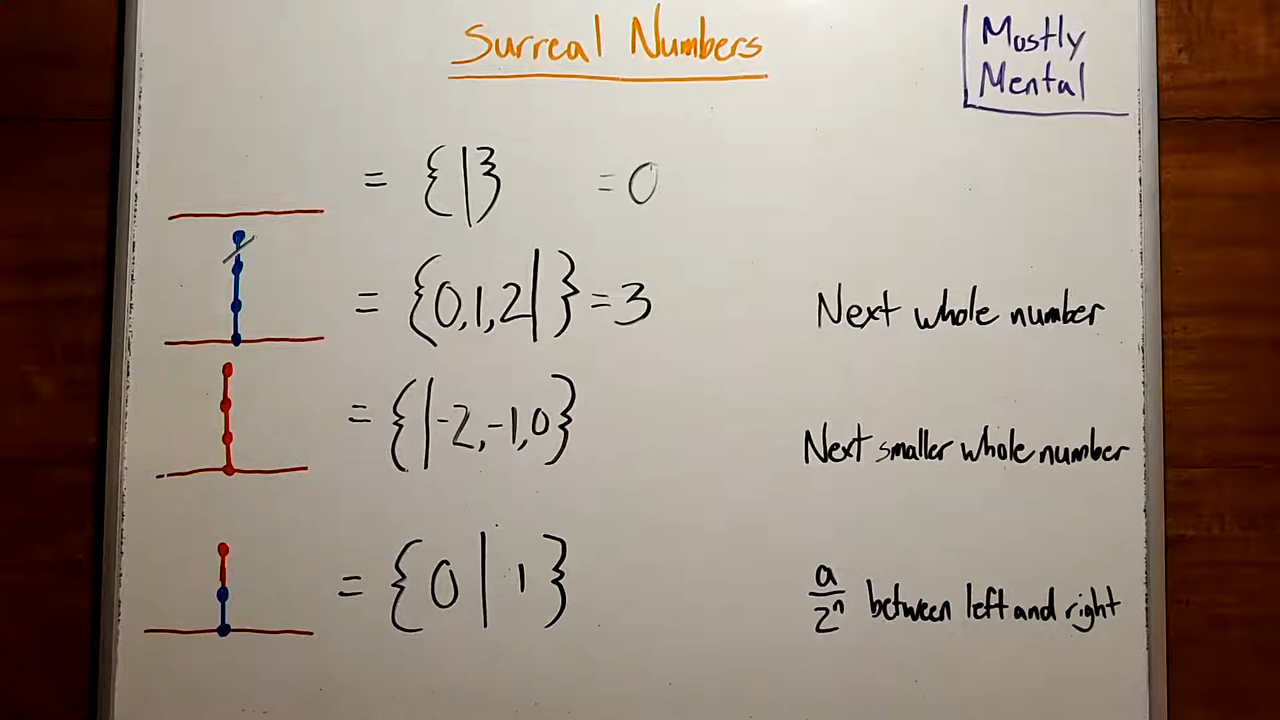 Surreal Numbers
Mostly
Mental
= {|} = 0
= {0,1,2|} = 3
Next whole number
= {|-2,-1,0}
Next smaller whole number
= {0|1}
a/2ⁿ between left and right